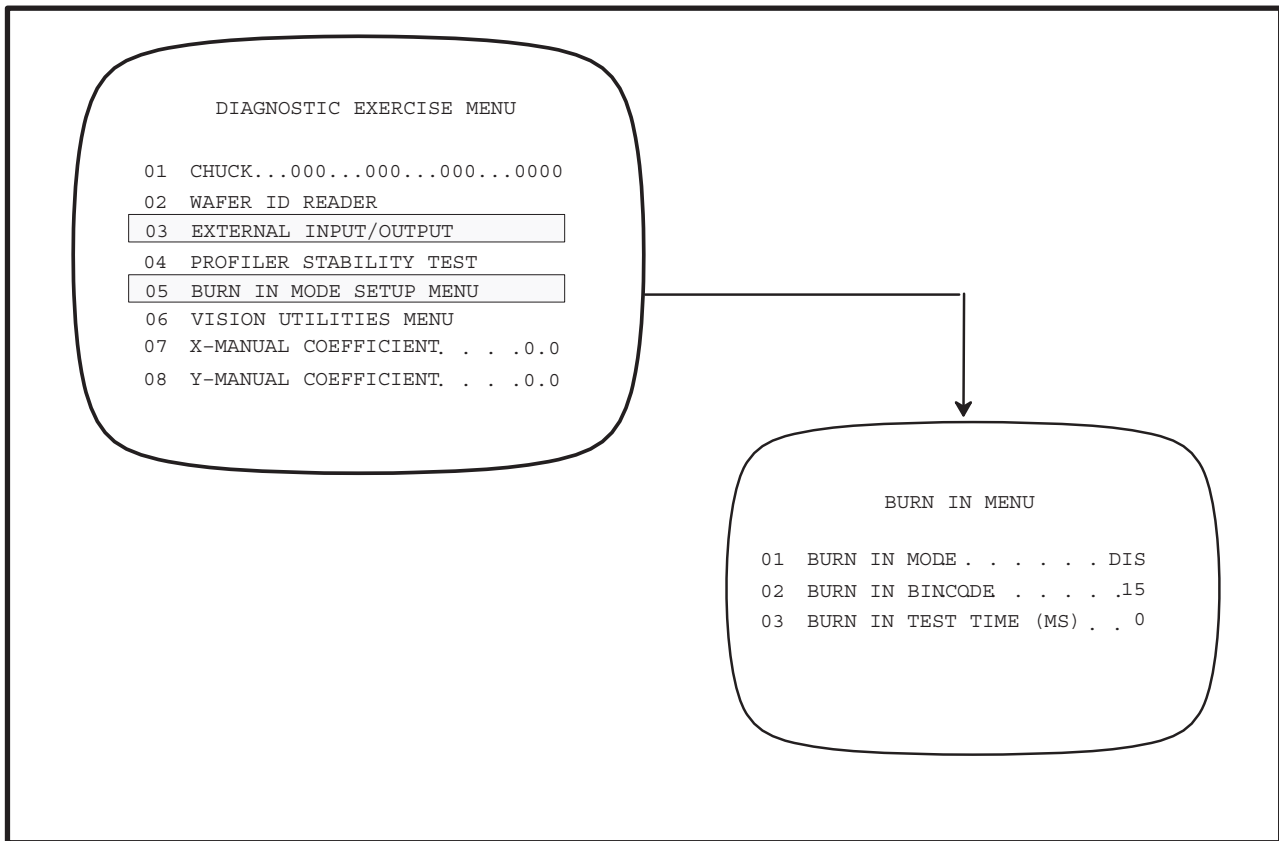 DIAGNOSTIC EXERCISE MENU
01 CHUCK...000...000...000...0000
02 WAFER ID READER
03 EXTERNAL INPUT/OUTPUT
04 PROFILER STABILITY TEST
05 BURN IN MODE SETUP MENU
06 VISION UTILITIES MENU
07 X-MANUAL COEFFICIENT. . . .0.0
08 Y-MANUAL COEFFICIENT. . . .0.0
BURN IN MENU
01 BURN IN MODE . . . . . . DIS
02 BURN IN BINCODE . . . . .15
03 BURN IN TEST TIME (MS) . . 0